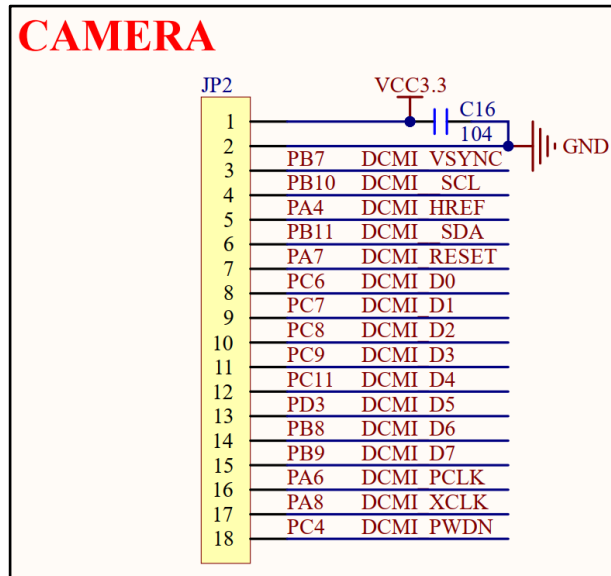 CAMERA
JP2
VCC3.3
C16
104
GND
1
2
3 PB7 DCMI_VSYNC
4 PB10 DCMI_SCL
5 PA4 DCMI_HREF
6 PB11 DCMI_SDA
7 PA7 DCMI_RESET
8 PC6 DCMI_D0
9 PC7 DCMI_D1
10 PC8 DCMI_D2
11 PC9 DCMI_D3
12 PC11 DCMI_D4
13 PD3 DCMI_D5
14 PB8 DCMI_D6
15 PB9 DCMI_D7
16 PA6 DCMI_PCLK
17 PA8 DCMI_XCLK
18 PC4 DCMI_PWDN